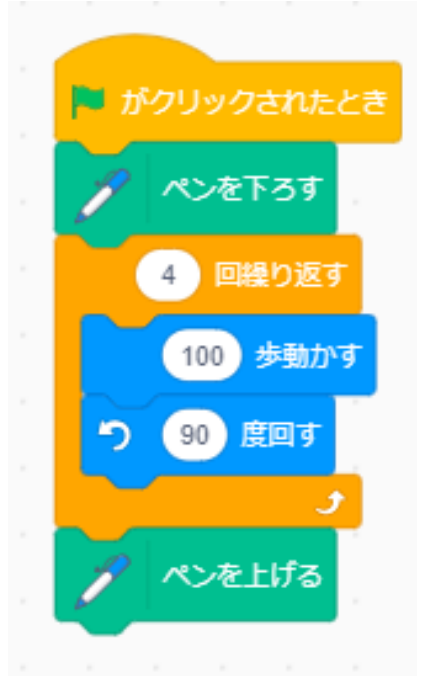 がクリックされたとき
ペンを下ろす
4 回繰り返す
100 歩動かす
90 度回す
ペンを上げる